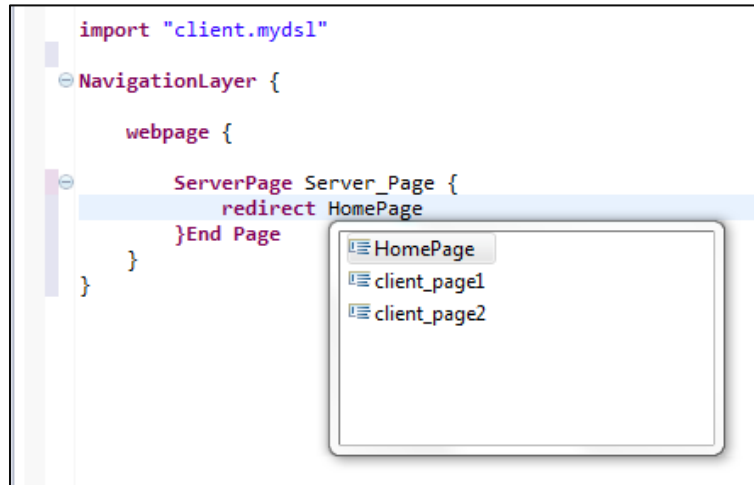 import "client.mydsl"
NavigationLayer {
webpage {
ServerPage Server_Page {
redirect HomePage
}End Page
}
}
HomePage
client_page1
client_page2